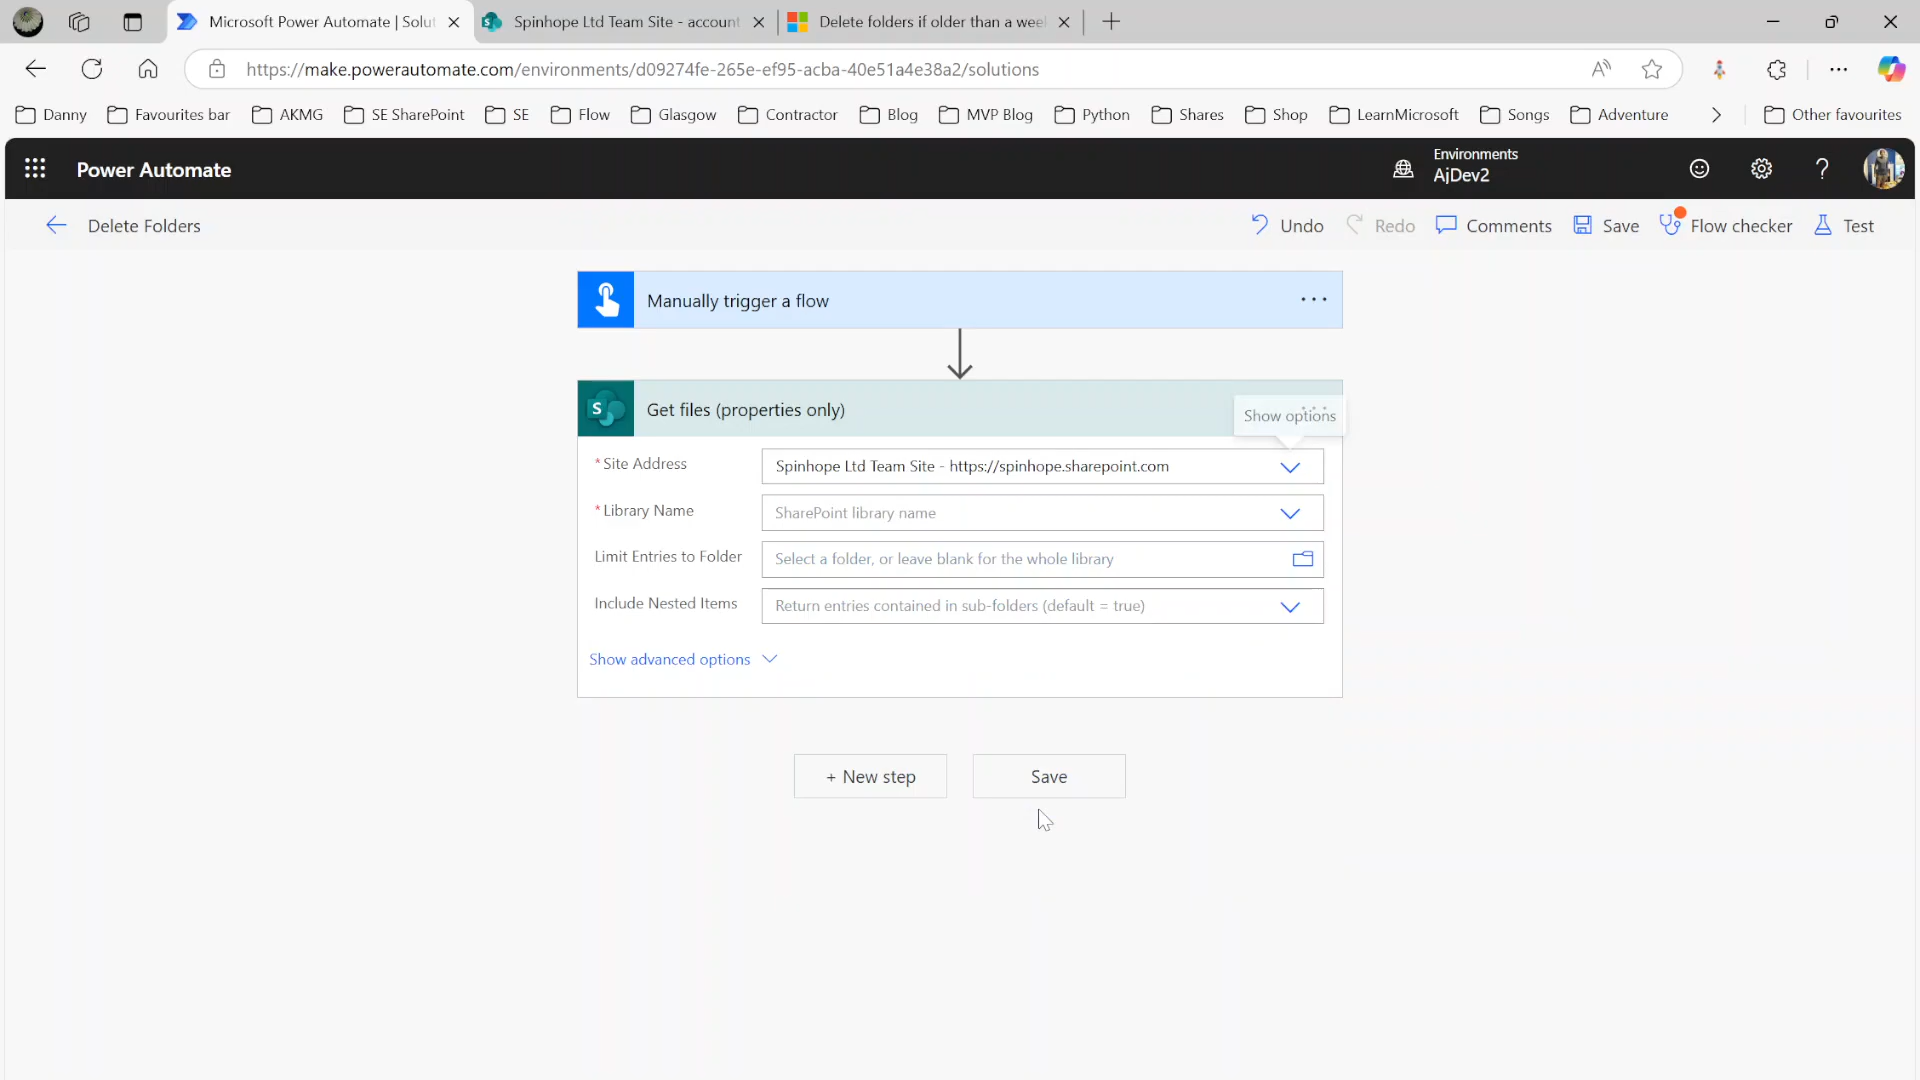 Microsoft Power Automate | Solut
Spinhope Ltd Team Site - account
Delete folders if older than a wee
https://make.powerautomate.com/environments/d09274fe-265e-ef95-acba-40e51a4e38a2/solutions
Danny
Favourites bar
AKMG
SE SharePoint
SE
Flow
Glasgow
Contractor
Blog
MVP Blog
Python
Shares
Shop
LearnMicrosoft
Songs
Adventure
Other favourites
Power Automate
Environments
AjDev2
Delete Folders
Undo
Redo
Comments
Save
Flow checker
Test
Manually trigger a flow
S
Get files (properties only)
Show options
* Site Address
Spinhope Ltd Team Site - https://spinhope.sharepoint.com
* Library Name
SharePoint library name
Limit Entries to Folder
Select a folder, or leave blank for the whole library
Include Nested Items
Return entries contained in sub-folders (default = true)
Show advanced options
+ New step
Save